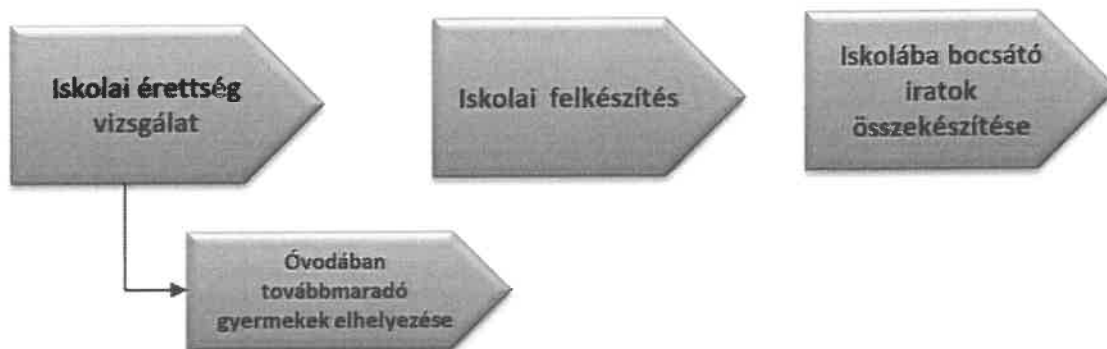 Iskolai érettség
vizsgálat
Iskolai felkészítés
Iskolába bocsátó
iratok
összekészítése
Óvodában
továbbmaradó
gyermekek elhelyezése